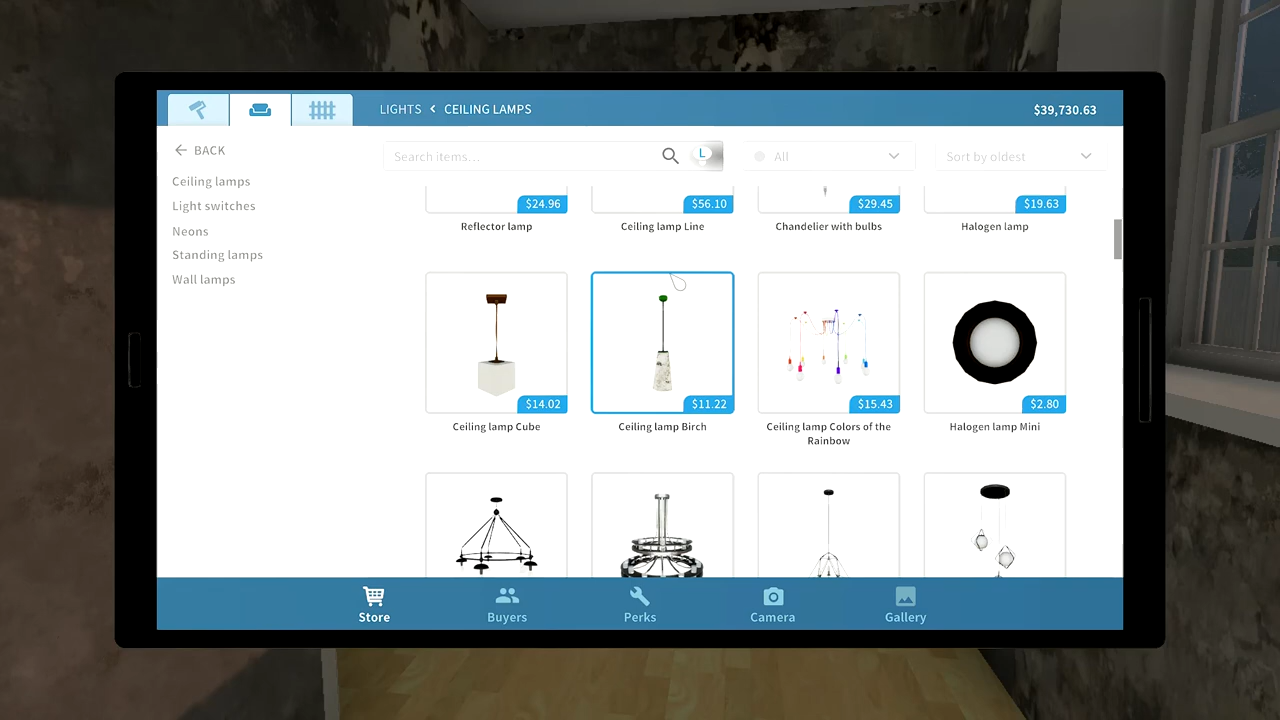 LIGHTS < CEILING LAMPS
$39,730.63
BACK
Search items...
L
All
Sort by oldest
Ceiling lamps
Light switches
Neons
Standing lamps
Wall lamps
$24.96
$56.10
$29.45
$19.63
Reflector lamp
Ceiling lamp Line
Chandelier with bulbs
Halogen lamp
$14.02
$11.22
$15.43
$2.80
Ceiling lamp Cube
Ceiling lamp Birch
Ceiling lamp Colors of the
Rainbow
Halogen lamp Mini
Store
Buyers
Perks
Camera
Gallery